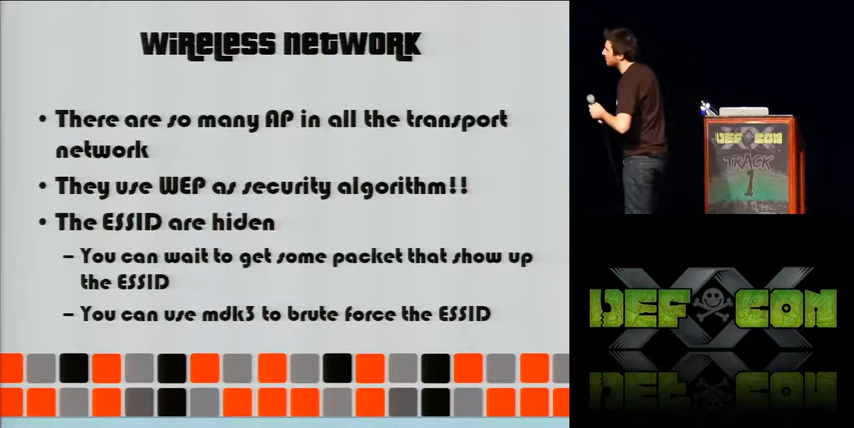 WIRELESS NETWORK
• There are so many AP in all the transport
network
• They use WEP as security algorithm!!
• The ESSID are hiden
– You can wait to get some packet that show up
the ESSID
– You can use mdk3 to brute force the ESSID
DEF CON
XX
TRACK
1
XX
DEF CON